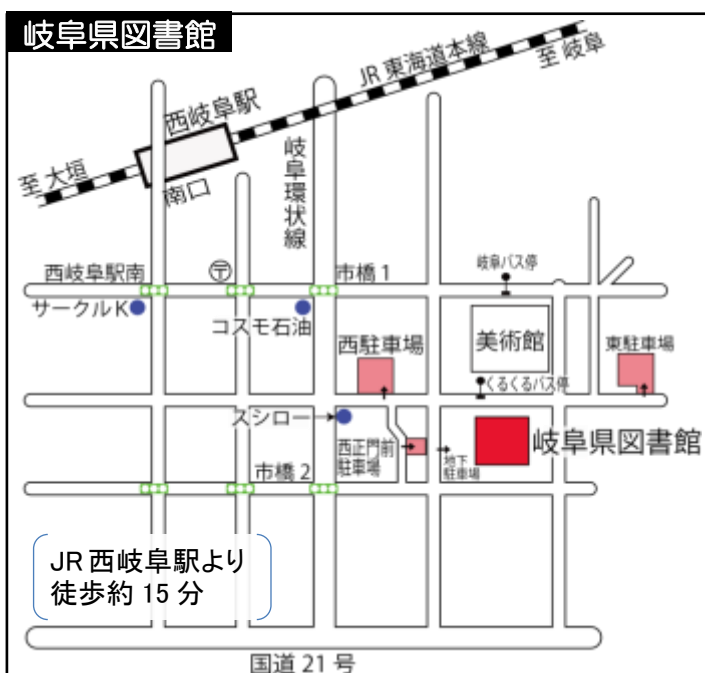 岐阜県図書館
JR 東海道本線
至 岐阜
西岐阜駅
至 大垣
南口
岐阜環状線
西岐阜駅南
〒
市橋 1
岐阜バス停
サークルK
コスモ石油
西駐車場
美術館
東駐車場
くるくるバス停
スシロー
西正門前
駐車場
地下
駐車場
岐阜県図書館
市橋 2
JR 西岐阜駅より
徒歩約 15 分
国道 21 号